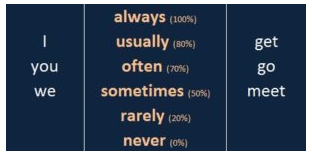 always (100%)
I usually (80%) get
you often (70%) go
we sometimes (50%) meet
rarely (20%)
never (0%)